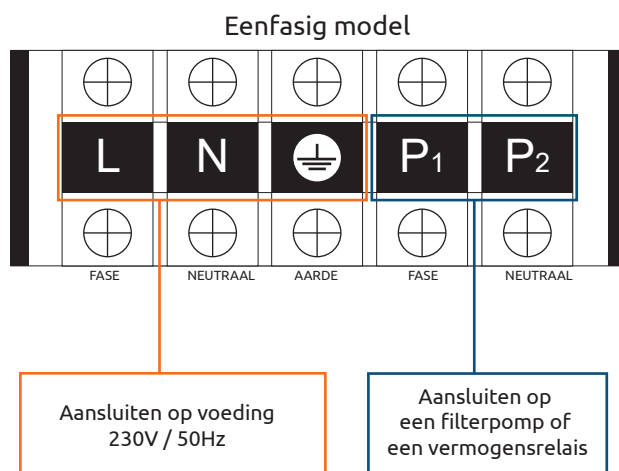 Eenfasig model
L N P1 P2
FASE NEUTRAAL AARDE FASE NEUTRAAL
Aansluiten op voeding
230V / 50Hz
Aansluiten op
een filterpomp of
een vermogensrelais